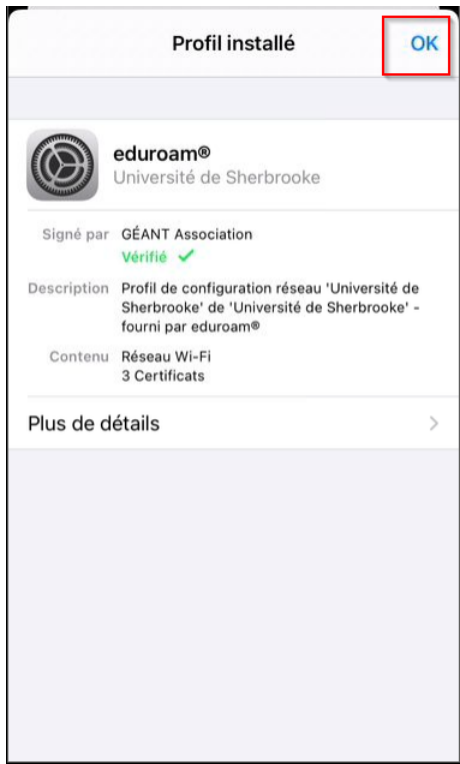 Profil installé
OK
eduroam®
Université de Sherbrooke
Signé par GÉANT Association
Vérifié ✓
Description Profil de configuration réseau 'Université de
Sherbrooke' de 'Université de Sherbrooke' -
fourni par eduroam®
Contenu Réseau Wi-Fi
3 Certificats
Plus de détails